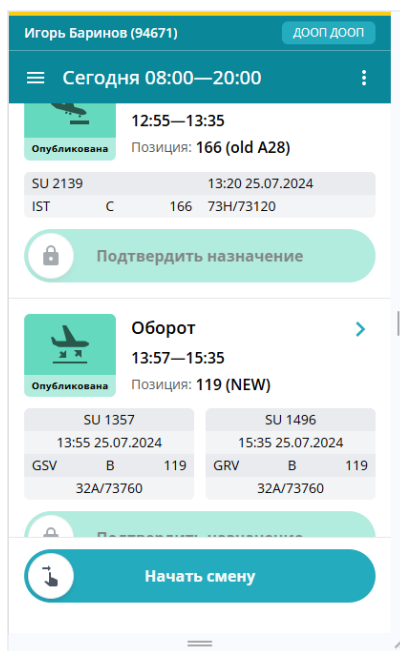 Игорь Баринов (94671)
ДООП ДООП
Сегодня 08:00—20:00
12:55—13:35
Опубликована
Позиция: 166 (old A28)
SU 2139 13:20 25.07.2024
IST C 166 73H/73120
Подтвердить назначение
Оборот
13:57—15:35
Опубликована
Позиция: 119 (NEW)
SU 1357
13:55 25.07.2024
GSV B 119
32A/73760
SU 1496
15:35 25.07.2024
GRV B 119
32A/73760
Подтвердить назначение
Начать смену